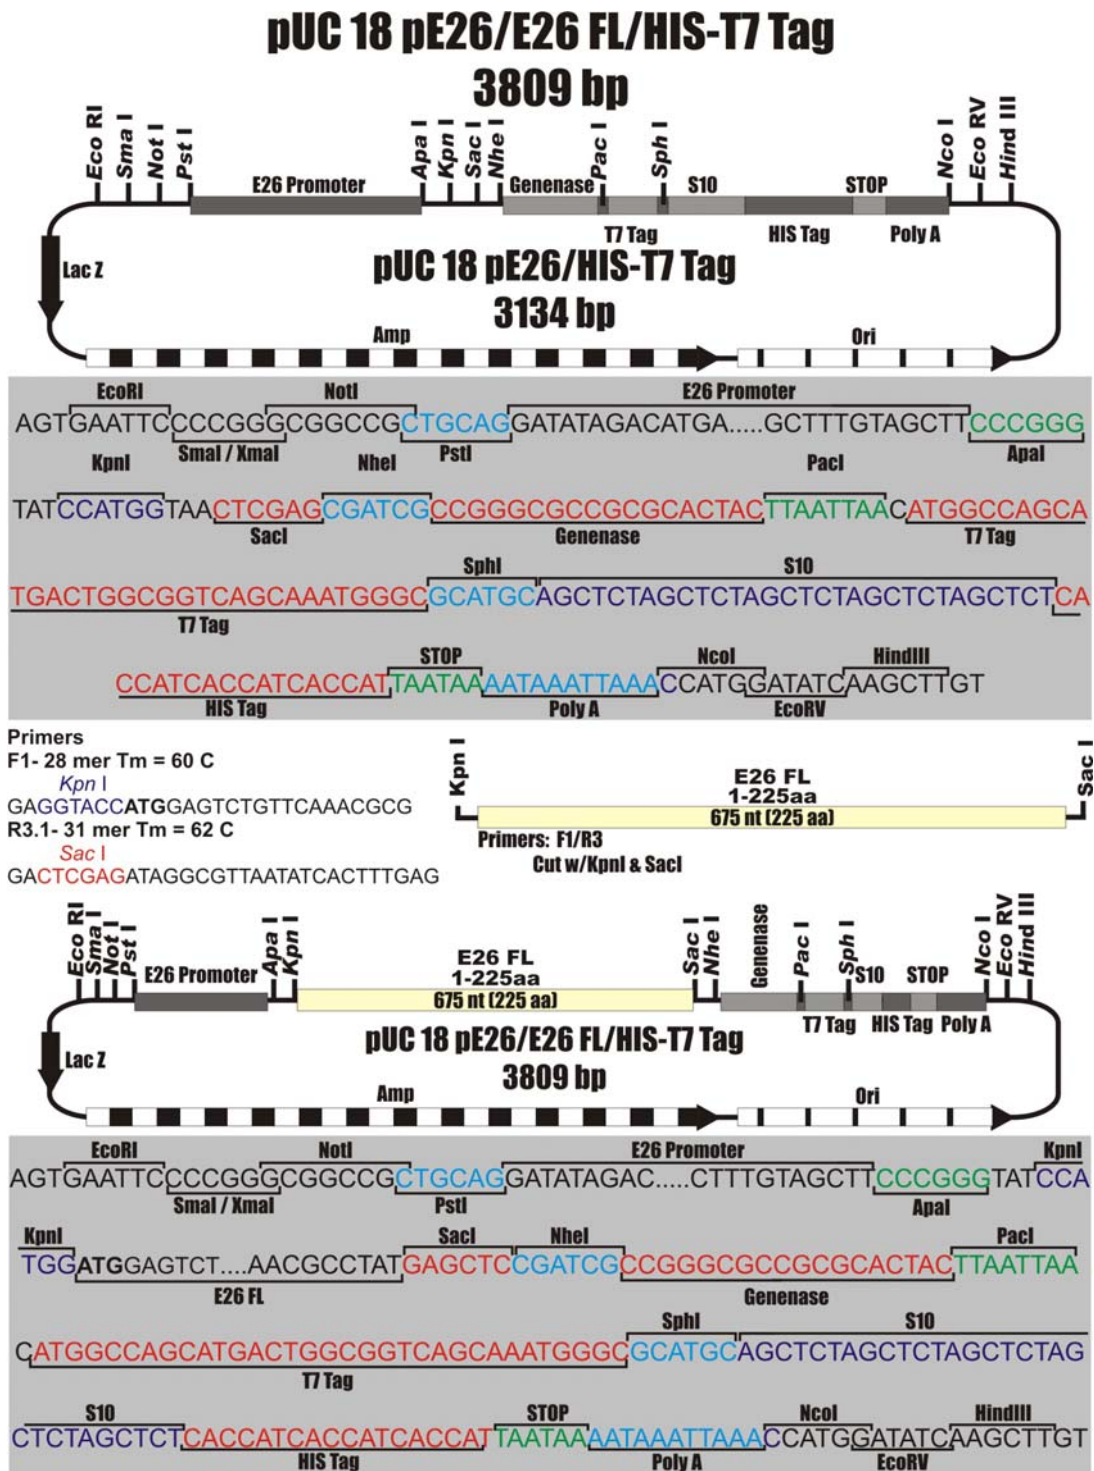 pUC 18 pE26/E26 FL/HIS-T7 Tag
3809 bp
Eco RI
Sma I
Not I
Pst I
E26 Promoter
Apa I
Kpn I
Sac I
Nhe I
Genenase
Pac I
T7 Tag
Sph I
S10
HIS Tag
STOP
Poly A
Nco I
Eco RV
Hind III
Lac Z
pUC 18 pE26/HIS-T7 Tag
3134 bp
Amp
Ori
EcoRI NotI E26 Promoter
AGTGAATTCCCCGGGCGGCCGCTGCAGGATATAGACATGA.....GCTTTGTAGCTTCCCGGG
SmaI / XmaI PstI ApaI
KpnI NheI PacI
TATCCATGGTAACTCGAGCGATCGCCGGGCGCCGCGCACTACTTAATTAACATGGCCAGCA
SacI Genenase T7 Tag
SphI S10
TGACTGGCGGTCAGCAAATGGGCGCATGCAGCTCTAGCTCTAGCTCTAGCTCTAGCTCTCA
T7 Tag
STOP NcoI HindIII
CCATCACCATCACCATTAATAAAATAAATTAAACCATGGATATCAAGCTTGT
HIS Tag Poly A EcoRV
Primers
F1- 28 mer Tm = 60 C
Kpn I
GAGGTACCATGGAGTCTGTTCAAACGCG
R3.1- 31 mer Tm = 62 C
Sac I
GACTCGAGATAGGCGTTAATATCACTTTGAG
Kpn I
E26 FL
1-225aa
675 nt (225 aa)
Sac I
Primers: F1/R3
Cut w/KpnI & SacI
Eco RI
Sma I
Not I
Pst I
E26 Promoter
Apa I
Kpn I
E26 FL
1-225aa
675 nt (225 aa)
Sac I
Nhe I
Genenase
Pac I
T7 Tag
Sph I
S10
HIS Tag
STOP
Poly A
Nco I
Eco RV
Hind III
Lac Z
pUC 18 pE26/E26 FL/HIS-T7 Tag
3809 bp
Amp
Ori
EcoRI NotI E26 Promoter KpnI
AGTGAATTCCCCGGGCGGCCGCTGCAGGATATAGAC.....CTTTGTAGCTTCCCGGGTATCCA
SmaI / XmaI PstI ApaI
KpnI SacI NheI PacI
TGGATGGAGTCT....AACGCCTATGAGCTCCGATCGCCGGGCGCCGCGCACTACTTAATTAA
E26 FL Genenase
SphI S10
CATGGCCAGCATGACTGGCGGTCAGCAAATGGGCGCATGCAGCTCTAGCTCTAGCTCTAG
T7 Tag
S10 STOP NcoI HindIII
CTCTAGCTCTCACCATCACCATCACCATTAATAAAATAAATTAAACCATGGATATCAAGCTTGT
HIS Tag Poly A EcoRV